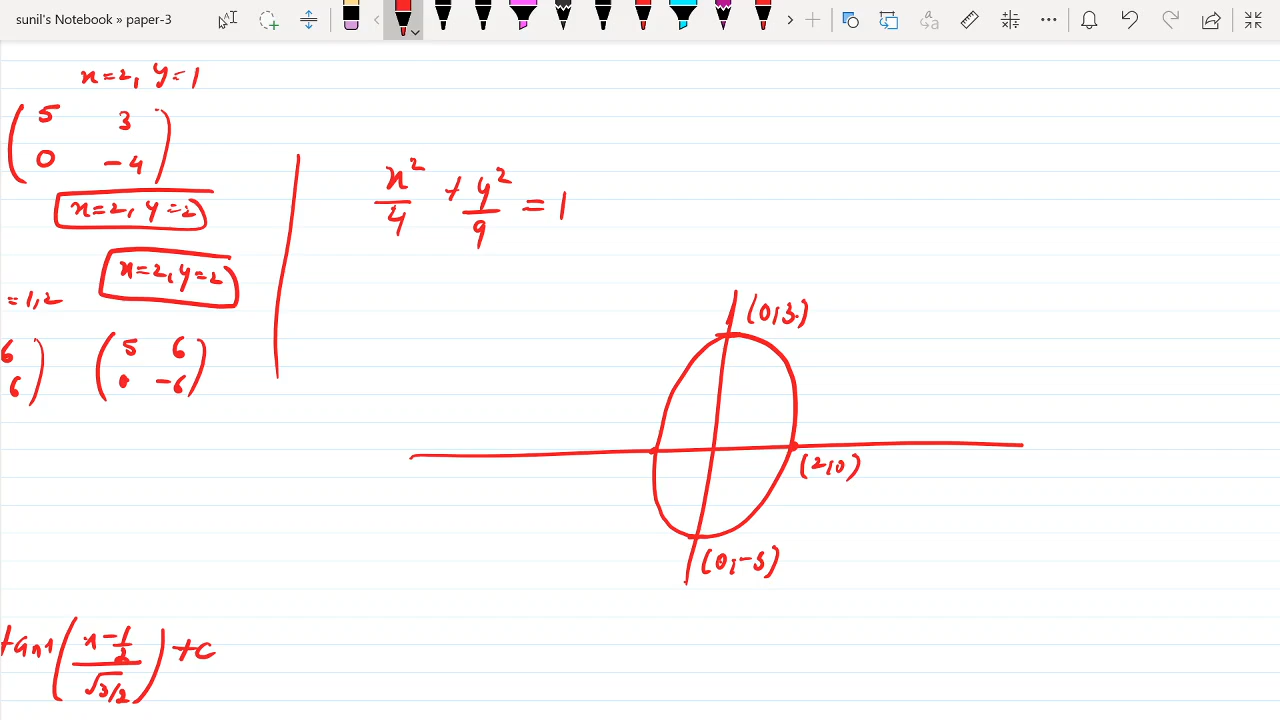 sunil's Notebook » paper-3
x=2, y=1
5 3
0 -4
x=2, y=2
x=2, y=2
=1,2
6
6
5 6
0 -6
x²/4 + y²/9 = 1
(0,3)
(2,0)
(0,-3)
tan-1 ( (x-1/2) / (√3/2) ) +c